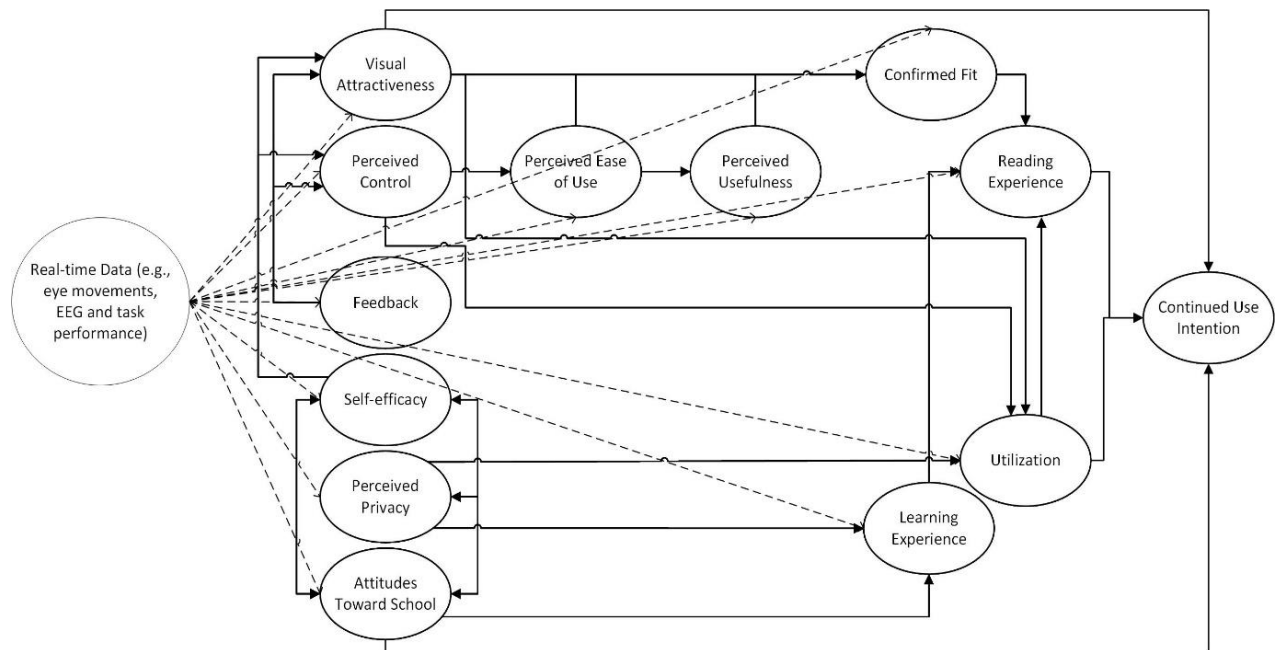 Visual
Attractiveness
Confirmed Fit
Perceived
Control
Perceived Ease
of Use
Perceived
Usefulness
Reading
Experience
Real-time Data (e.g.,
eye movements,
EEG and task
performance)
Feedback
Continued Use
Intention
Self-efficacy
Utilization
Perceived
Privacy
Learning
Experience
Attitudes
Toward School